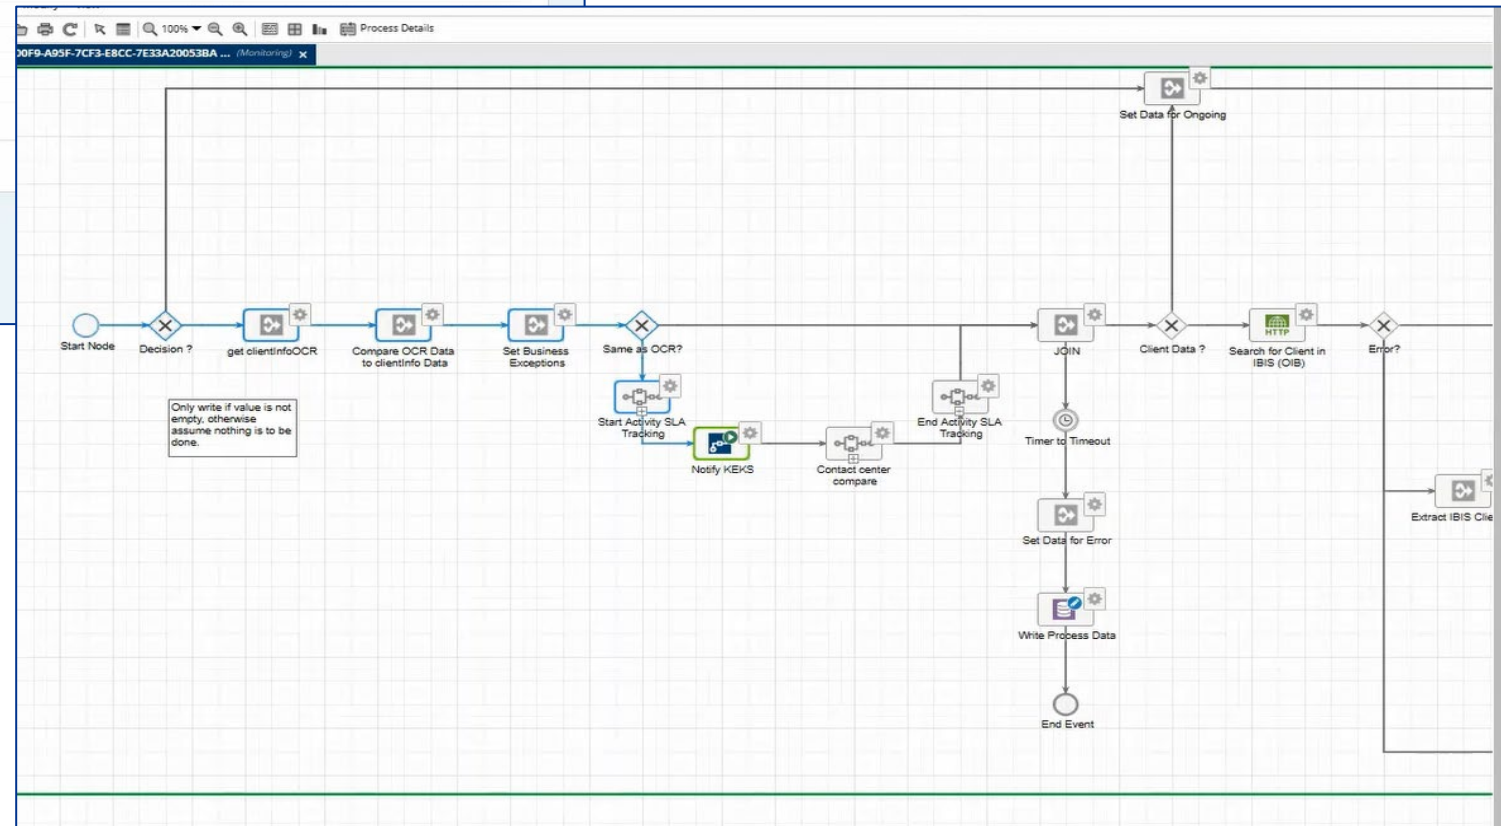 100%
Process Details
00F9-A95F-7CF3-E8CC-7E33A20053BA ... (Monitoring) x
Set Data for Ongoing
Start Node
Decision ?
get clientInfoOCR
Compare OCR Data
to clientInfo Data
Set Business
Exceptions
Same as OCR?
JOIN
Client Data ?
HTTP
Search for Client in
IBIS (OIB)
Error?
Only write if value is not
empty, otherwise
assume nothing is to be
done.
Start Activity SLA
Tracking
End Activity SLA
Tracking
Notify KEKS
Contact center
compare
Timer to Timeout
Extract IBIS Clie
Set Data for Error
Write Process Data
End Event